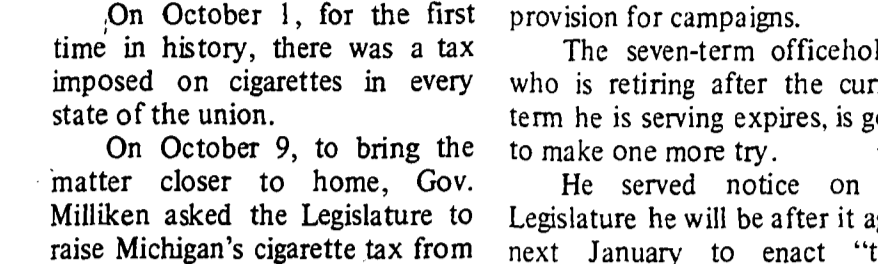 On October 1, for the first
time in history, there was a tax
imposed on cigarettes in every
state of the union.
On October 9, to bring the
matter closer to home, Gov.
Milliken asked the Legislature to
raise Michigan's cigarette tax from
provision for campaigns.
The seven-term
who is retiring after the
term he is serving expires, is
to make one more try.
He served notice on
Legislature he will be after it
next January to enact